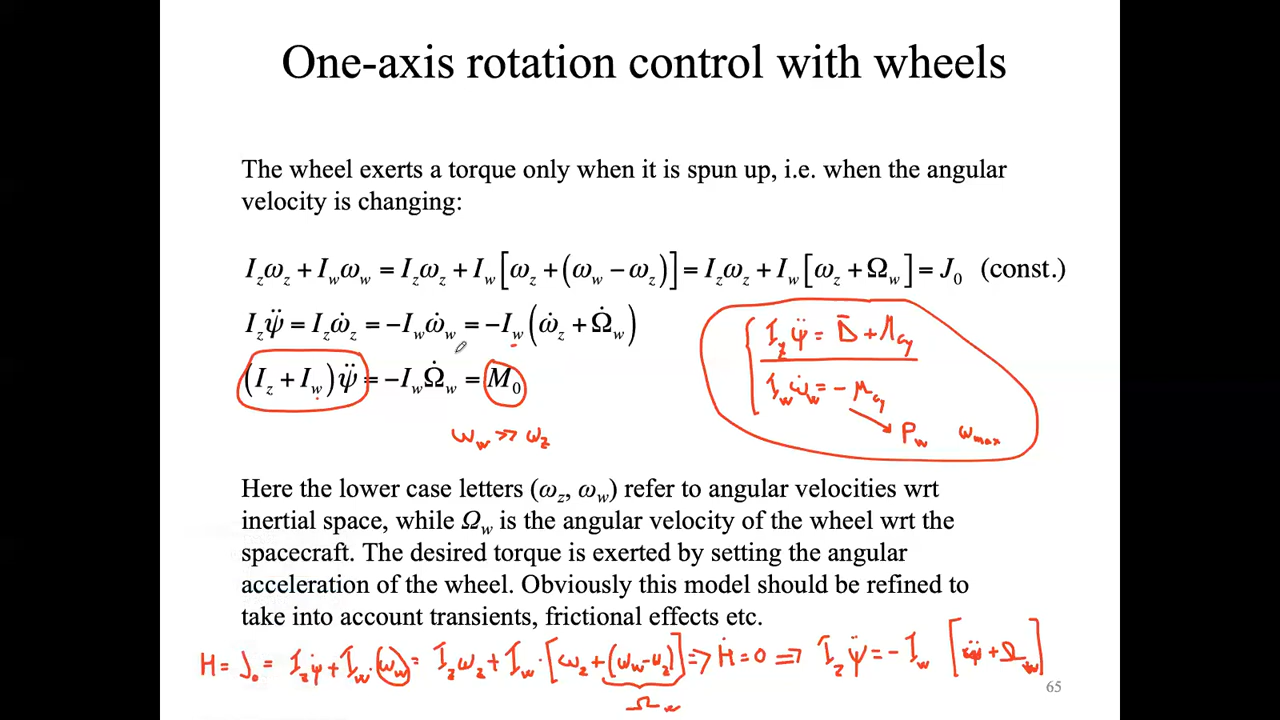 One-axis rotation control with wheels
The wheel exerts a torque only when it is spun up, i.e. when the angular
velocity is changing:
I_z ω_z + I_w ω_w = I_z ω_z + I_w [ω_z + (ω_w − ω_z)] = I_z ω_z + I_w [ω_z + Ω_w] = J_0 (const.)
I_z ψ̈ = I_z ω̇_z = −I_w ω̇_w = −I_w (ω̇_z + Ω̇_w)
(I_z + I_w) ψ̈ = −I_w Ω̇_w = M_0
I_z ψ̈ = D + M_cy
I_w ω̇_w = − M_cy
P_w ω_max
ω_w >> ω_z
Here the lower case letters (ω_z, ω_w) refer to angular velocities wrt
inertial space, while Ω_w is the angular velocity of the wheel wrt the
spacecraft. The desired torque is exerted by setting the angular
acceleration of the wheel. Obviously this model should be refined to
take into account transients, frictional effects etc.
H = J_0 = I_z ψ̇ + I_w · (ω_w) = I_z ω_z + I_w · [ω_z + (ω_w − ω_z)] => Ḣ = 0 => I_z ψ̈ = − I_w [ψ̈ + Ω̇_w]
Ω_w
65